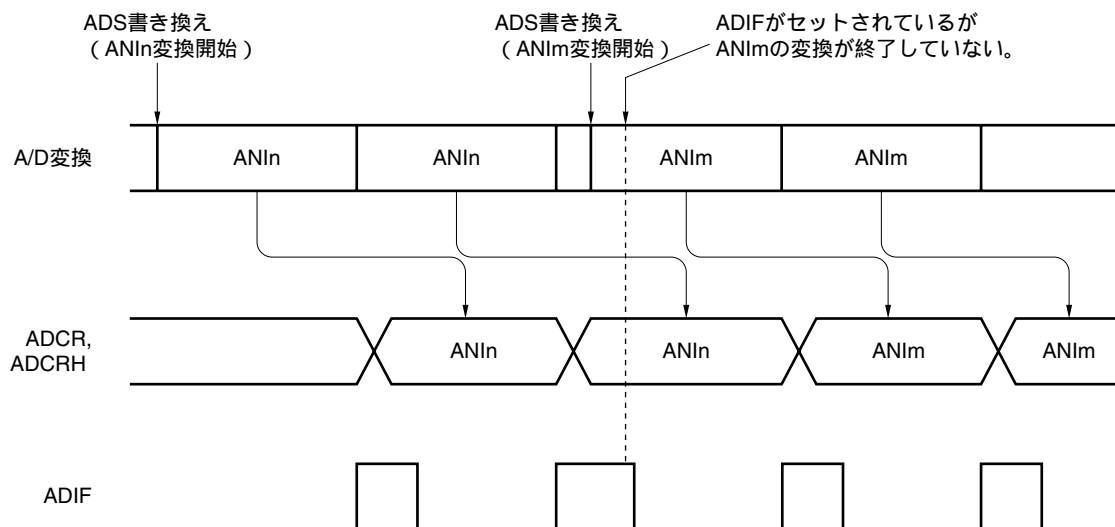 ADS書き換え
(ANIn変換開始)
ADS書き換え
(ANIm変換開始)
ADIFがセットされているが
ANImの変換が終了していない。
A/D変換
ANIn
ANIn
ANIm
ANIm
ADCR,
ADCRH
ANIn
ANIn
ANIm
ANIm
ADIF